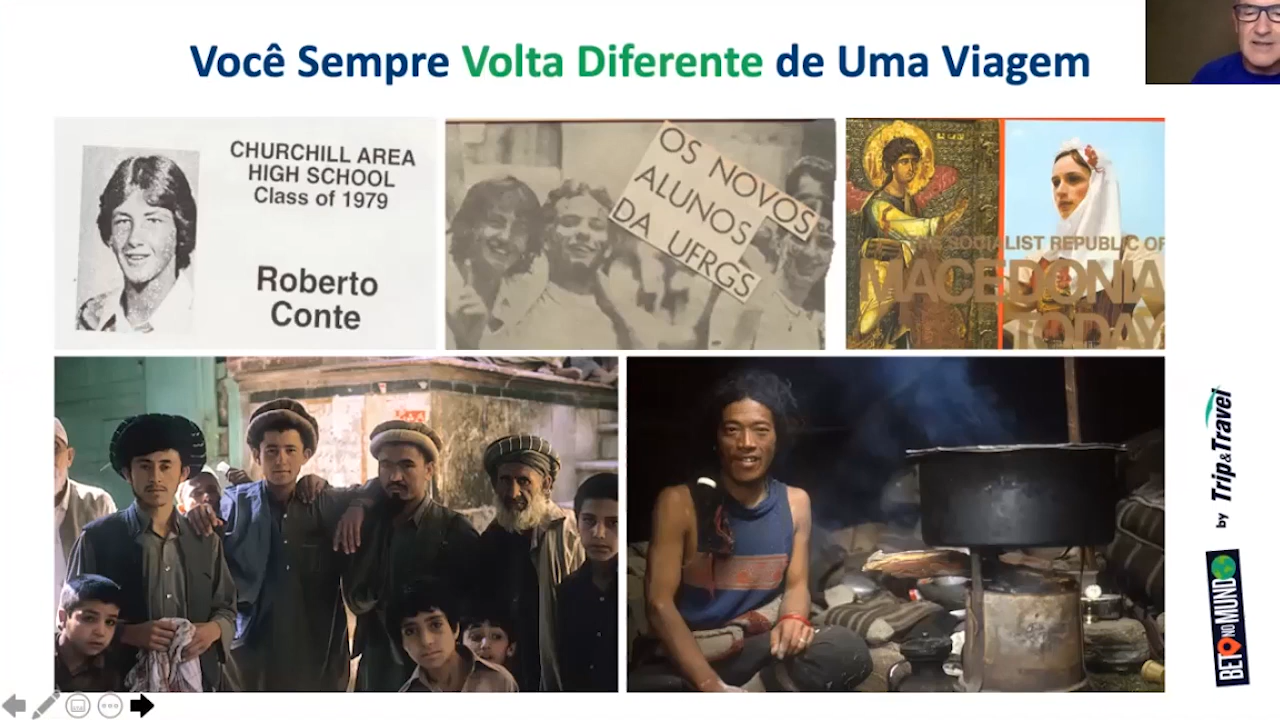 Você Sempre Volta Diferente de Uma Viagem
CHURCHILL AREA
HIGH SCHOOL
Class of 1979
Roberto
Conte
OS NOVOS
ALUNOS
DA UFRGS
THE SOCIALIST REPUBLIC OF
MACEDONIA
TODAY
by Trip&Travel
BETO NO MUNDO